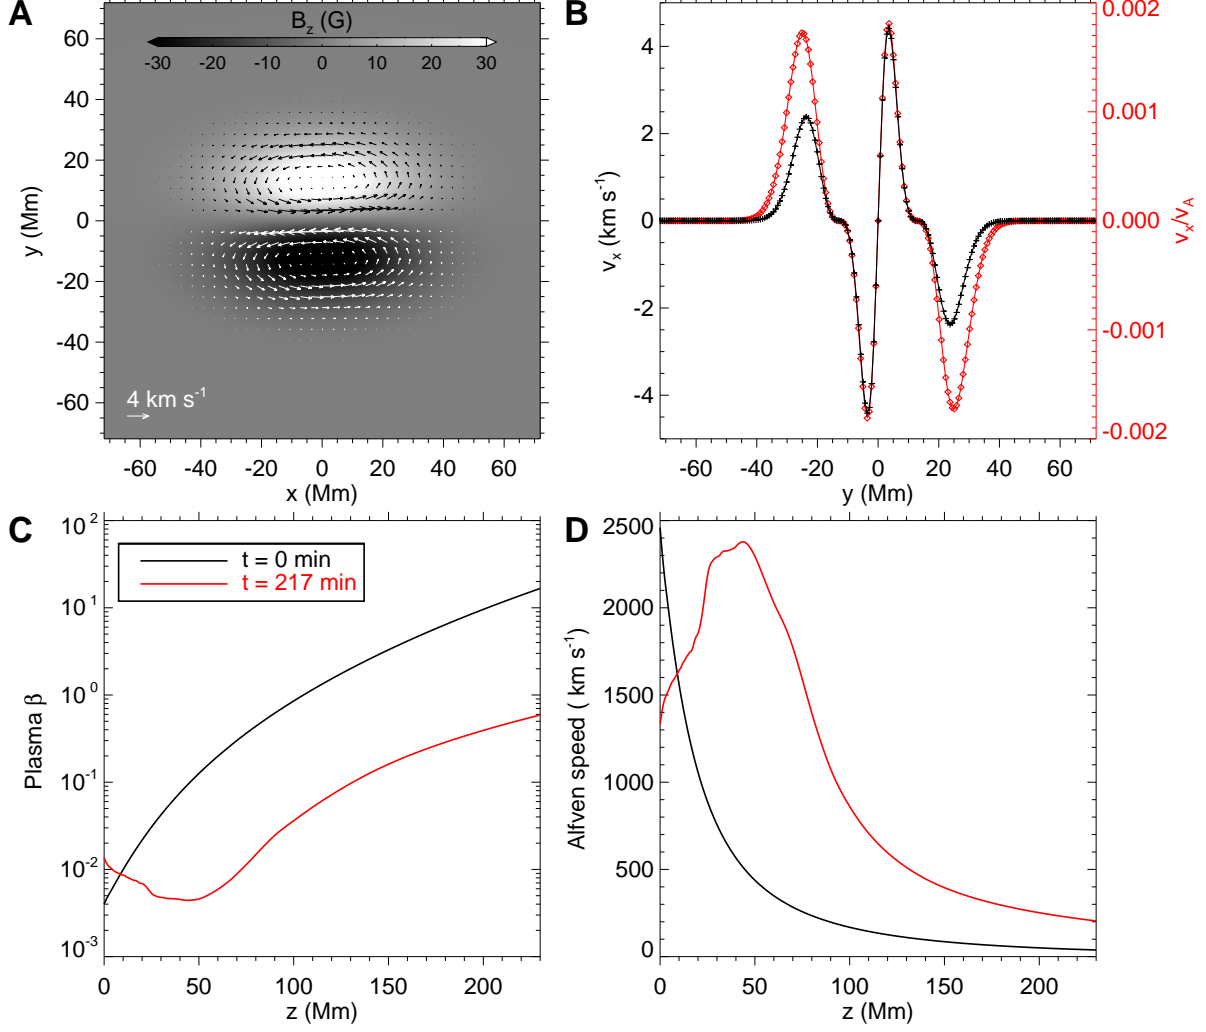 A
B_z (G)
-30 -20 -10 0 10 20 30
60
40
20
0
-20
-40
-60
y (Mm)
4 km s^-1
-60 -40 -20 0 20 40 60
x (Mm)
B
4
2
0
-2
-4
v_x (km s^-1)
0.002
0.001
0.000
-0.001
-0.002
v_x/v_A
-60 -40 -20 0 20 40 60
y (Mm)
C
10^2
10^1
10^0
10^-1
10^-2
10^-3
Plasma β
t = 0 min
t = 217 min
0 50 100 150 200
z (Mm)
D
2500
2000
1500
1000
500
0
Alfven speed ( km s^-1)
0 50 100 150 200
z (Mm)